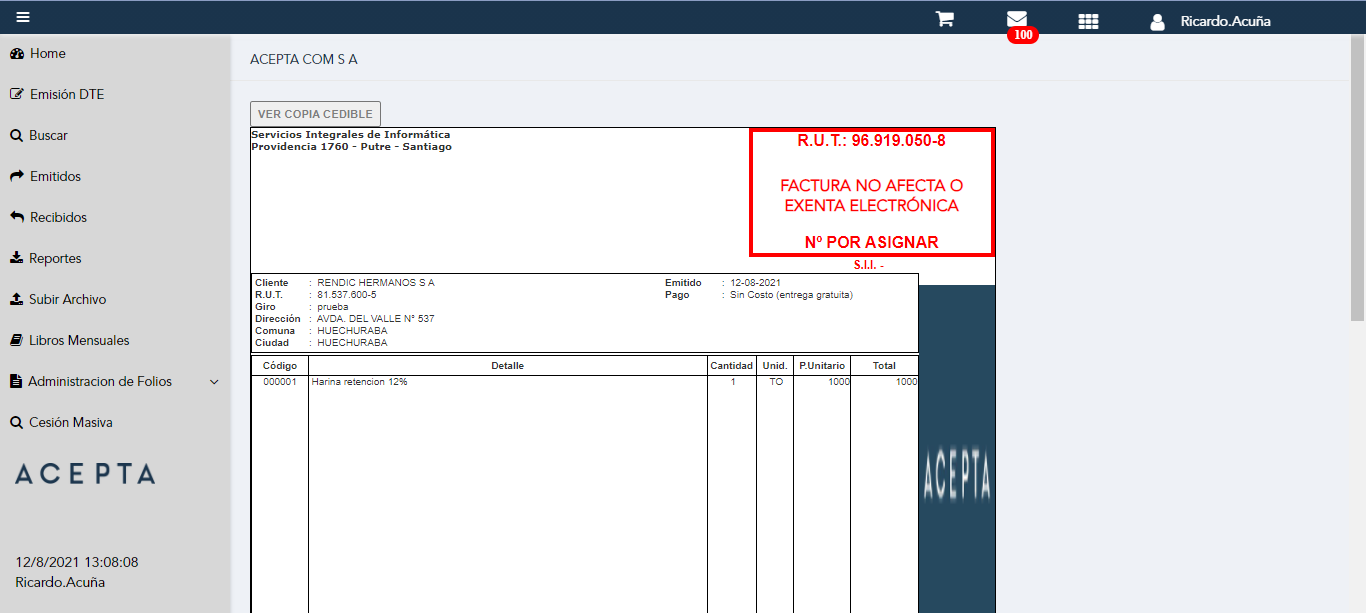 Ricardo.Acuña
100
Home
Emisión DTE
Buscar
Emitidos
Recibidos
Reportes
Subir Archivo
Libros Mensuales
Administracion de Folios
Cesión Masiva
ACEPTA
12/8/2021 13:08:08
Ricardo.Acuña
ACEPTA COM S A
VER COPIA CEDIBLE
Servicios Integrales de Informática
Providencia 1760 - Putre - Santiago
R.U.T.: 96.919.050-8
FACTURA NO AFECTA O
EXENTA ELECTRÓNICA
Nº POR ASIGNAR
S.I.I. -
Cliente : RENDIC HERMANOS S A Emitido : 12-08-2021
R.U.T. : 81.537.600-5 Pago : Sin Costo (entrega gratuita)
Giro : prueba
Dirección : AVDA. DEL VALLE N° 537
Comuna : HUECHURABA
Ciudad : HUECHURABA
Código Detalle Cantidad Unid. P.Unitario Total
000001 Harina retencion 12% 1 TO 1000 1000
ACEPTA